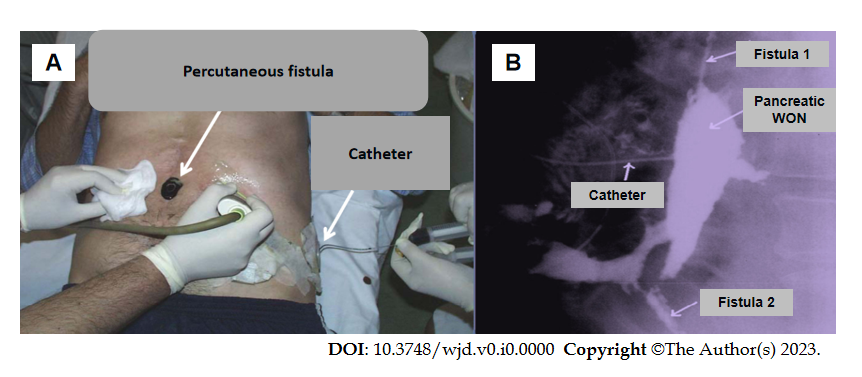 A
Percutaneous fistula
Catheter
B
Fistula 1
Pancreatic
WON
Catheter
Fistula 2
DOI: 10.3748/wjd.v0.i0.0000 Copyright ©The Author(s) 2023.